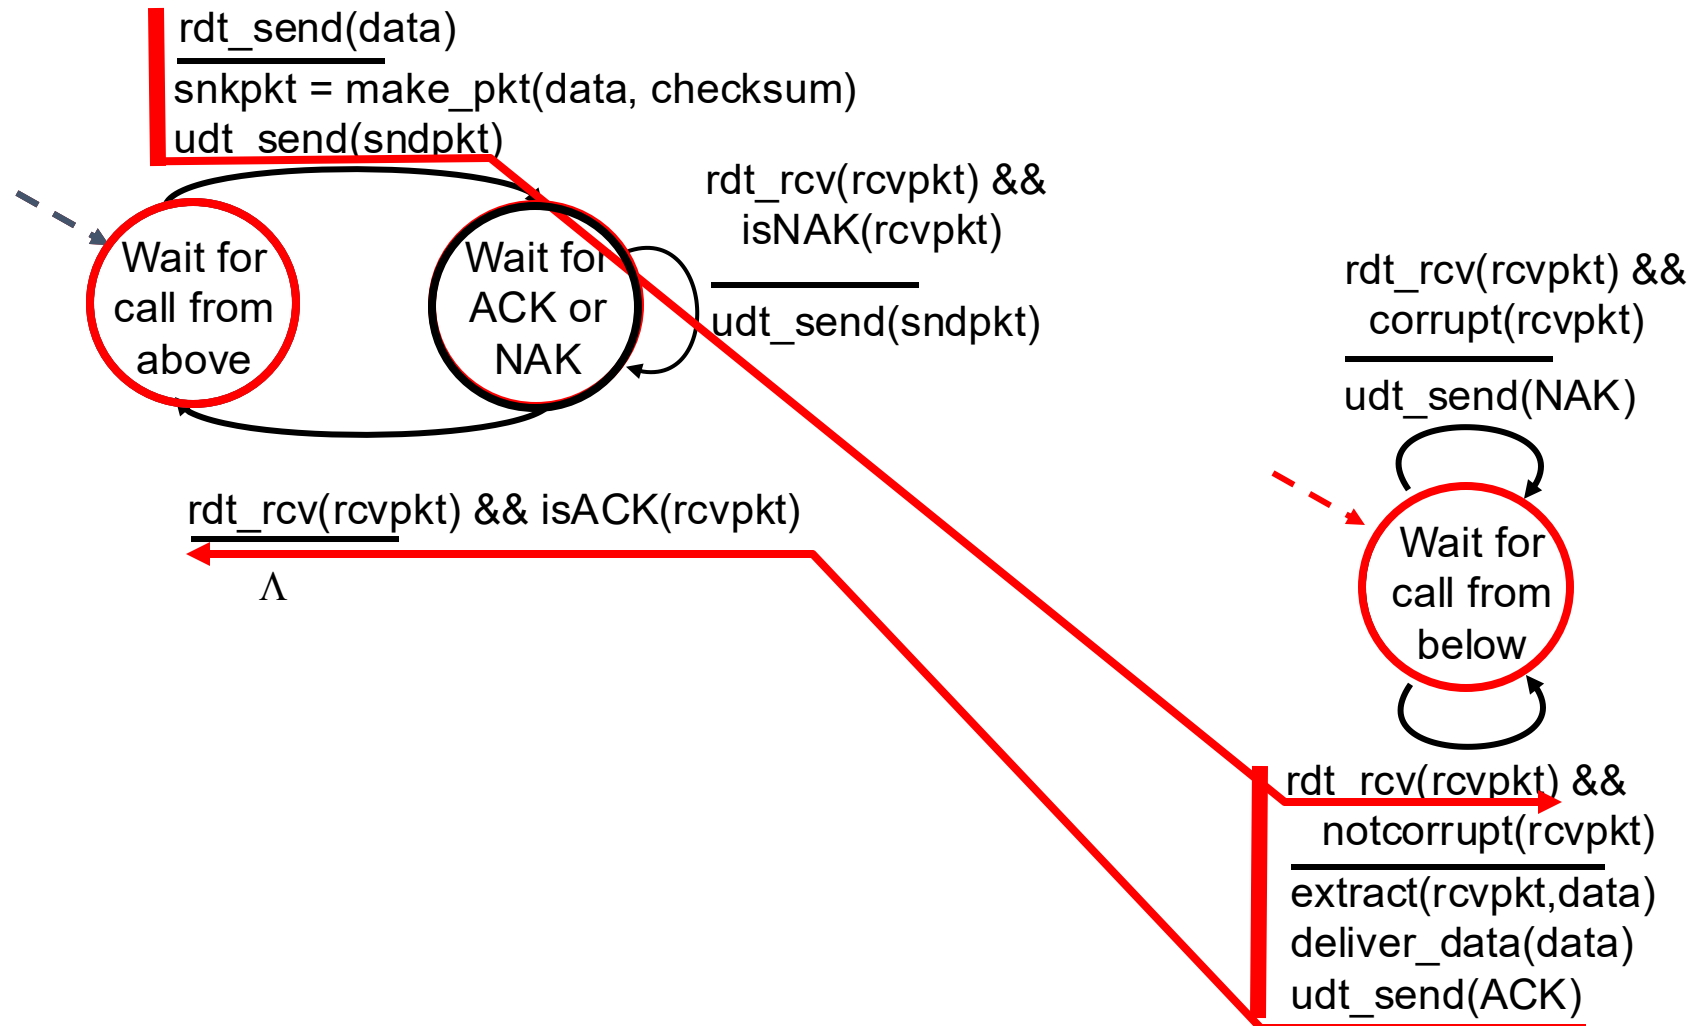 rdt_send(data)
snkpkt = make_pkt(data, checksum)
udt_send(sndpkt)
Wait for
call from
above
Wait for
ACK or
NAK
rdt_rcv(rcvpkt) &&
isNAK(rcvpkt)
udt_send(sndpkt)
rdt_rcv(rcvpkt) && isACK(rcvpkt)
Λ
rdt_rcv(rcvpkt) &&
corrupt(rcvpkt)
udt_send(NAK)
Wait for
call from
below
rdt_rcv(rcvpkt) &&
notcorrupt(rcvpkt)
extract(rcvpkt,data)
deliver_data(data)
udt_send(ACK)